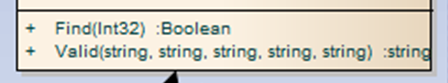 + Find(Int32) :Boolean
+ Valid(string, string, string, string, string) :string